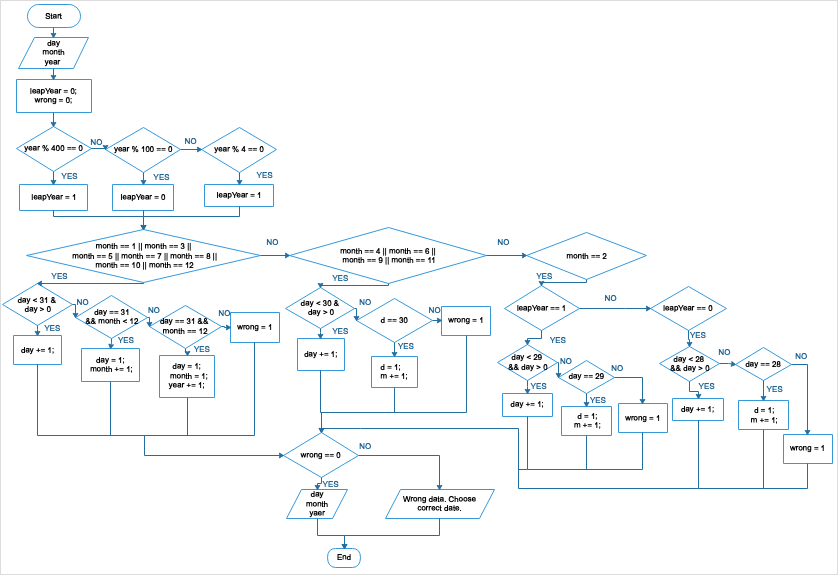 Start
day
month
year
leapYear = 0;
wrong = 0;
year % 400 == 0
NO
year % 100 == 0
NO
year % 4 == 0
YES
YES
YES
leapYear = 1
leapYear = 0
leapYear = 1
month == 1 || month == 3 ||
month == 5 || month == 7 || month == 8 ||
month == 10 || month == 12
NO
month == 4 || month == 6 ||
month == 9 || month == 11
NO
month == 2
YES
YES
YES
day < 31 &
day > 0
NO
day == 31
&& month < 12
NO
day == 31 &&
month == 12
NO
wrong = 1
YES
YES
YES
day += 1;
day = 1;
month += 1;
day = 1;
month = 1;
year += 1;
day < 30 &
day > 0
NO
d == 30
NO
wrong = 1
YES
YES
day += 1;
d = 1;
m += 1;
leapYear == 1
NO
leapYear == 0
YES
YES
day < 29
&& day > 0
NO
day == 29
NO
YES
YES
day += 1;
d = 1;
m += 1;
wrong = 1
day < 28
&& day > 0
NO
day == 28
NO
YES
YES
day += 1;
d = 1;
m += 1;
wrong = 1
wrong == 0
NO
YES
day
month
yaer
Wrong data. Choose
correct date.
End